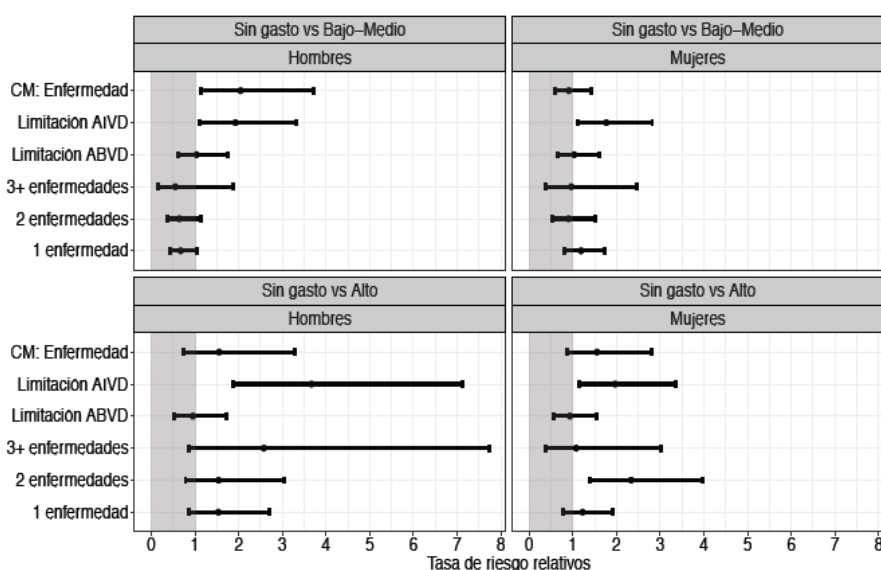 Sin gasto vs Bajo-Medio
Sin gasto vs Bajo-Medio
Hombres
Mujeres
CM: Enfermedad
Limitación AIVD
Limitación ABVD
3+ enfermedades
2 enfermedades
1 enfermedad
Sin gasto vs Alto
Sin gasto vs Alto
Hombres
Mujeres
CM: Enfermedad
Limitación AIVD
Limitación ABVD
3+ enfermedades
2 enfermedades
1 enfermedad
0 1 2 3 4 5 6 7 8
0 1 2 3 4 5 6 7 8
Tasa de riesgo relativos